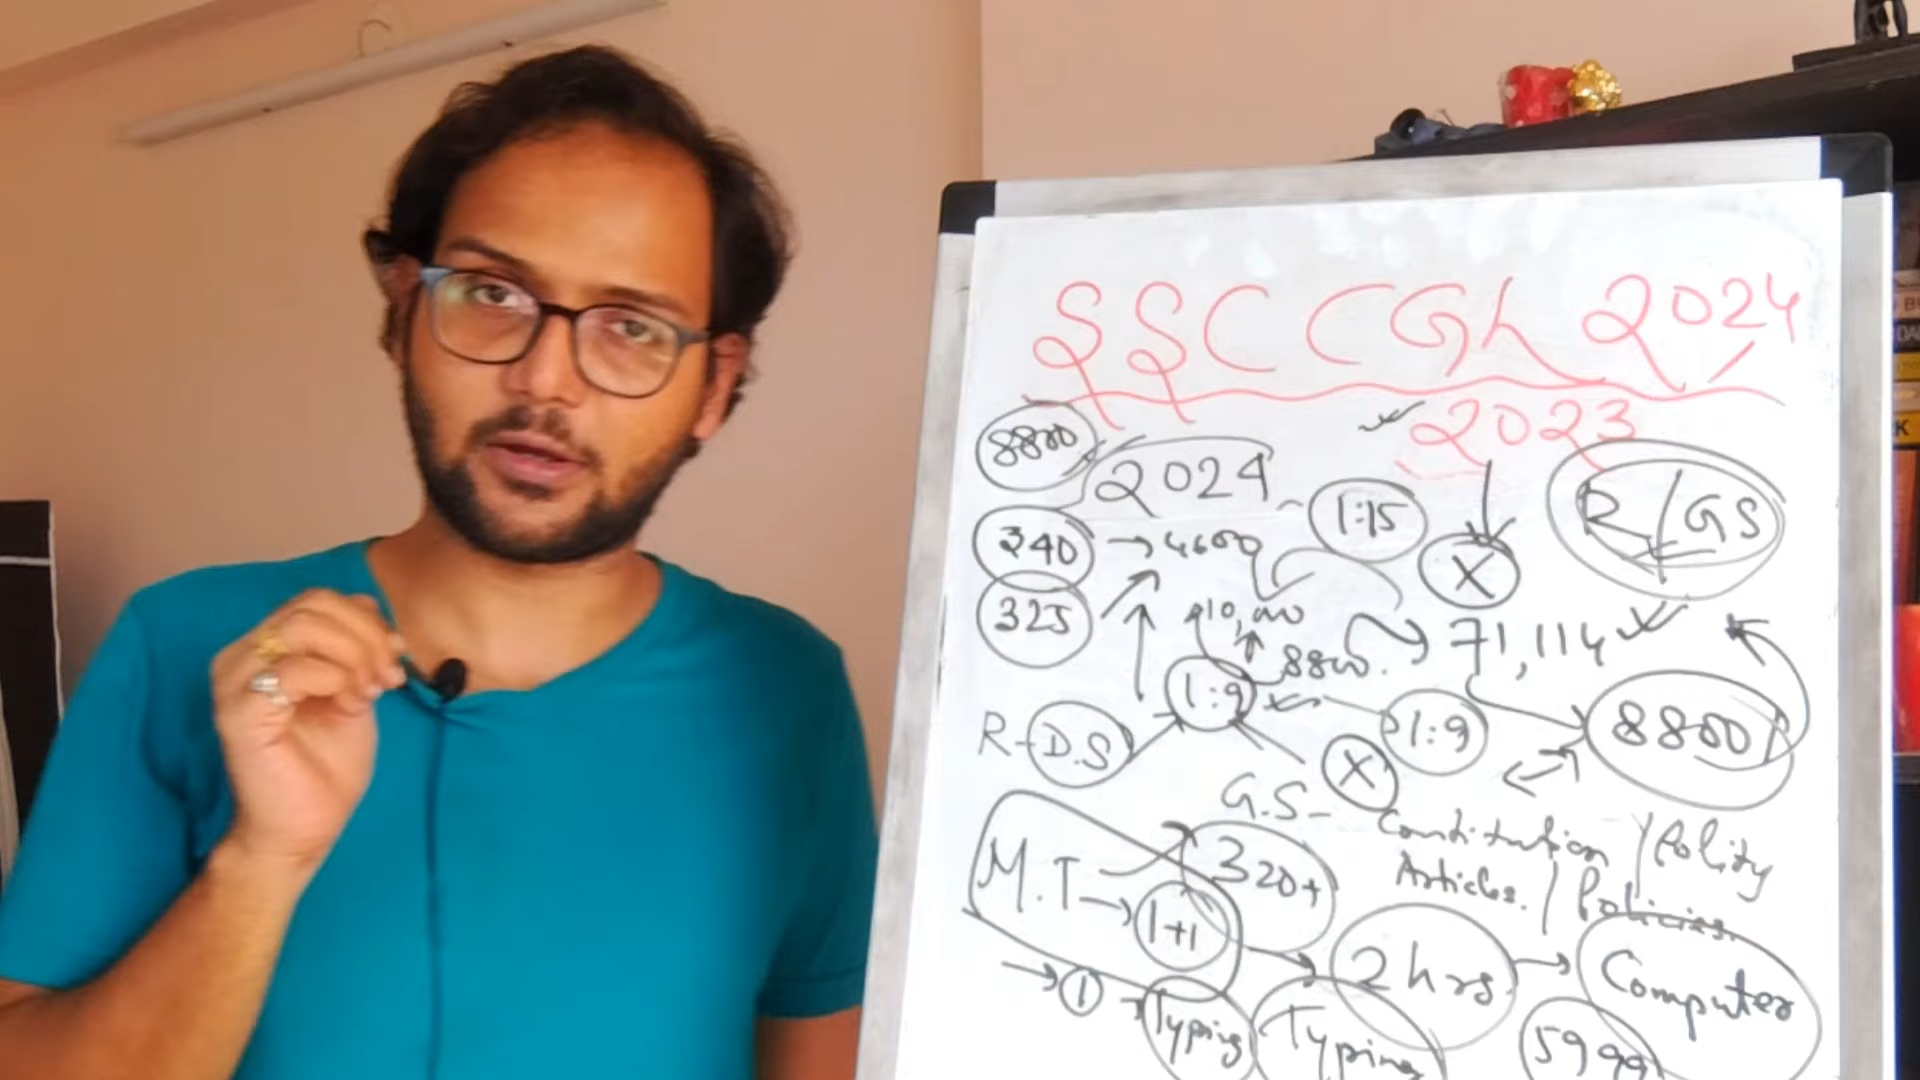 SSC CGL 2024
2023
8800
2024
1:15
R/GS
340 → 4600
X
325
10,000
8800.
71,114
1:9
R-D.S
1:9
8800
X
G.S- Constitution / Polity
Articles. / Policies.
M.T → 320+
→ 1+1
2 hrs → Computer
→ 1 → Typing Typing
5999